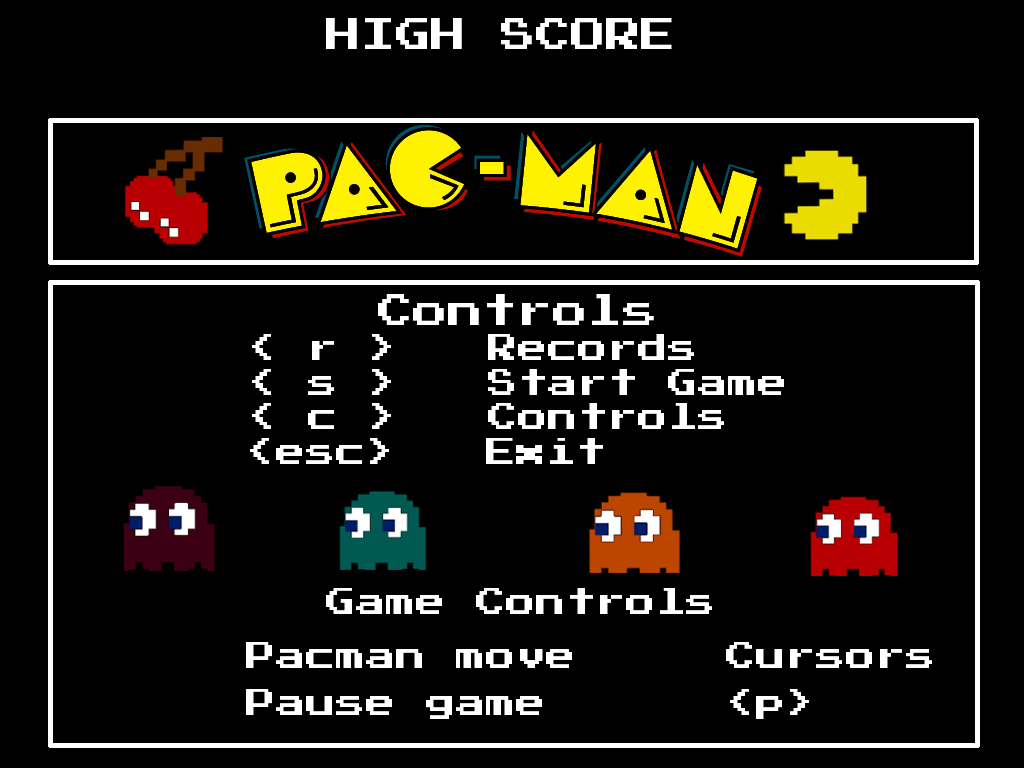 HIGH SCORE
PAC-MAN
Controls
( r ) Records
( s ) Start Game
( c ) Controls
(esc) Exit
Game Controls
Pacman move Cursors
Pause game (p)